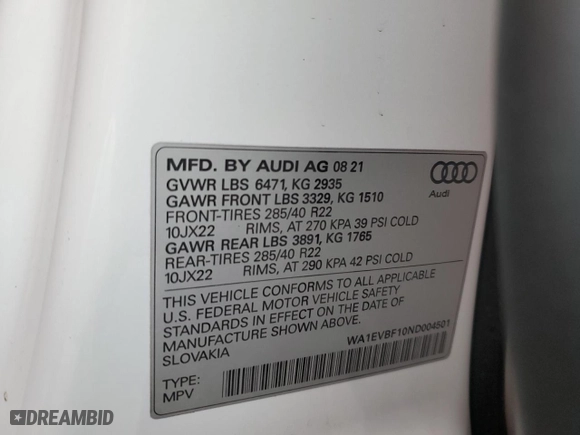 MFD. BY AUDI AG 08 21
GVWR LBS 6471, KG 2935
GAWR FRONT LBS 3329, KG 1510
FRONT-TIRES 285/40 R22
10JX22 RIMS, AT 270 KPA 39 PSI COLD
GAWR REAR LBS 3891, KG 1765
REAR-TIRES 285/40 R22
10JX22 RIMS, AT 290 KPA 42 PSI COLD
Audi
THIS VEHICLE CONFORMS TO ALL APPLICABLE
U.S. FEDERAL MOTOR VEHICLE SAFETY
STANDARDS IN EFFECT ON THE DATE OF
MANUFACTURE SHOWN ABOVE.
SLOVAKIA
WA1EVBF10ND004501
TYPE:
MPV
DREAMBID